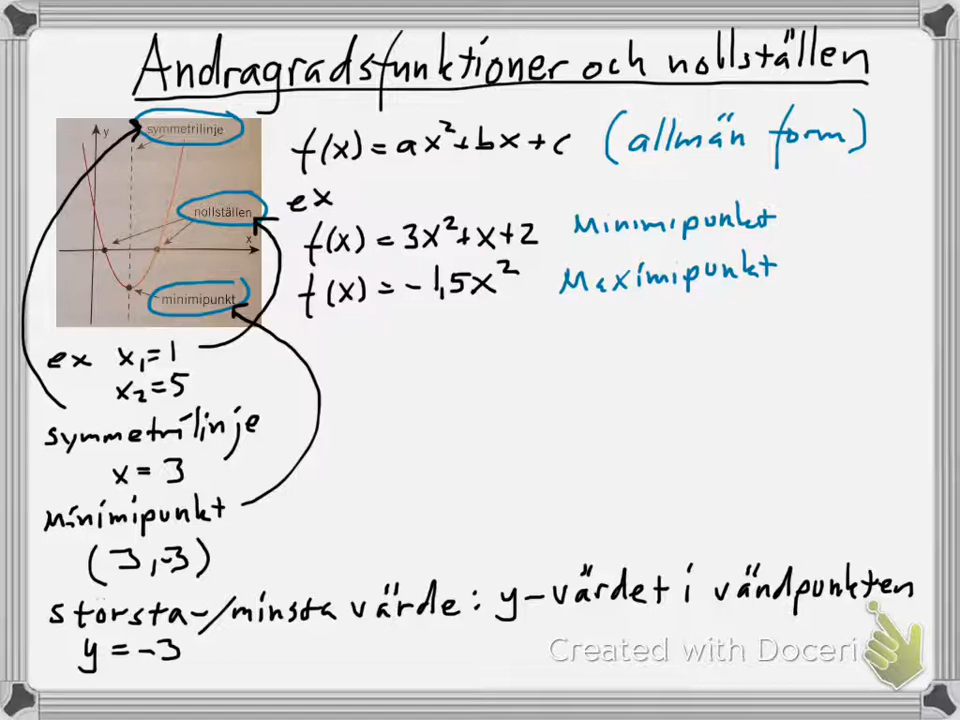 Andragradsfunktioner och nollställen
y
symmetrilinje
nollställen
x
minimipunkt
f(x) = ax²+bx+c (allmän form)
ex
f(x) = 3x²+x+2 Minimipunkt
f(x) = -1,5x² Maximipunkt
ex x₁=1
x₂=5
symmetrilinje
x = 3
Minimipunkt
(3,-3)
största-/minsta värde: y-värdet i vändpunkten
y = -3
Created with Doceri